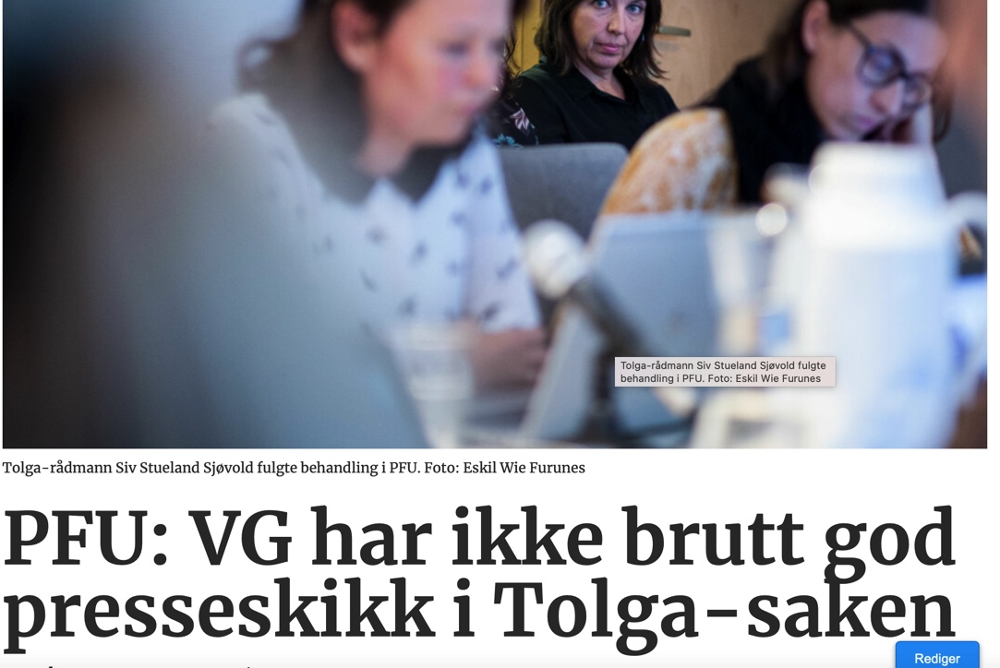 Tolga-rådmann Siv Stueland Sjøvold fulgte
behandling i PFU. Foto: Eskil Wie Furunes
Tolga-rådmann Siv Stueland Sjøvold fulgte behandling i PFU. Foto: Eskil Wie Furunes
PFU: VG har ikke brutt god
presseskikk i Tolga-saken
Rediger